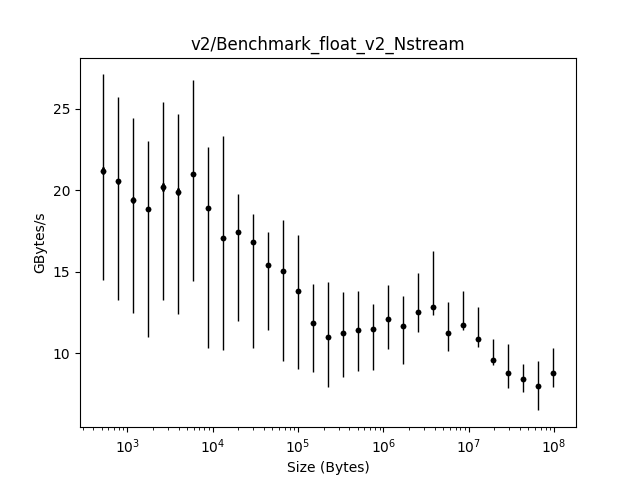 v2/Benchmark_float_v2_Nstream
GBytes/s
25
20
15
10
10³ 10⁴ 10⁵ 10⁶ 10⁷ 10⁸
Size (Bytes)